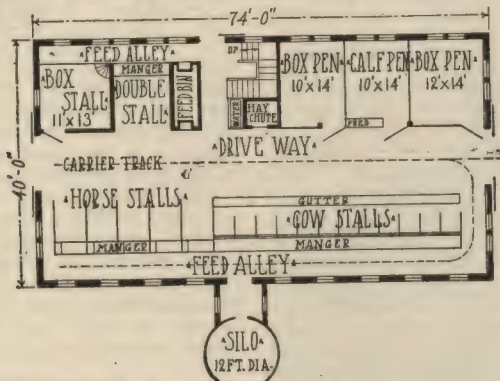 74'-0"
FEED ALLEY
UP
BOX STALL 11'x13'
MANGER
DOUBLE STALL
FEED BIN
WATER
HAY CHUTE
BOX PEN 10'x14'
CALF PEN 10'x14'
BOX PEN 12'x14'
FEED
40'-0"
DRIVE WAY
CARRIER TRACK
HORSE STALLS
GUTTER
COW STALLS
MANGER
MANGER
FEED ALLEY
SILO
12FT. DIA.